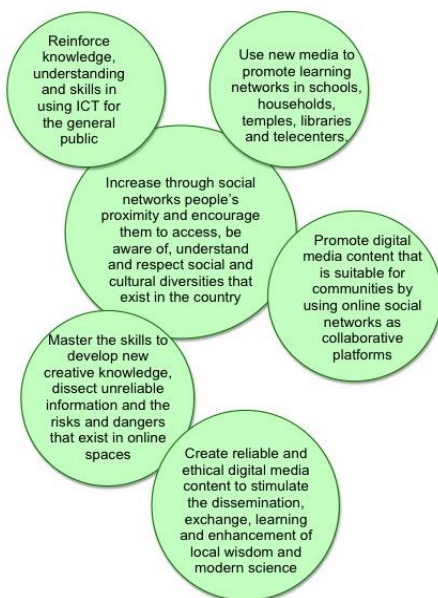 Reinforce
knowledge,
understanding
and skills in
using ICT for
the general
public
Use new media to
promote learning
networks in schools,
households,
temples, libraries
and telecenters.
Increase through social
networks people's
proximity and encourage
them to access, be
aware of, understand
and respect social and
cultural diversities that
exist in the country
Promote digital
media content that
is suitable for
communities by
using online social
networks as
collaborative
platforms
Master the skills to
develop new
creative knowledge,
dissect unreliable
information and the
risks and dangers
that exist in online
spaces
Create reliable and
ethical digital media
content to stimulate
the dissemination,
exchange, learning
and enhancement of
local wisdom and
modern science